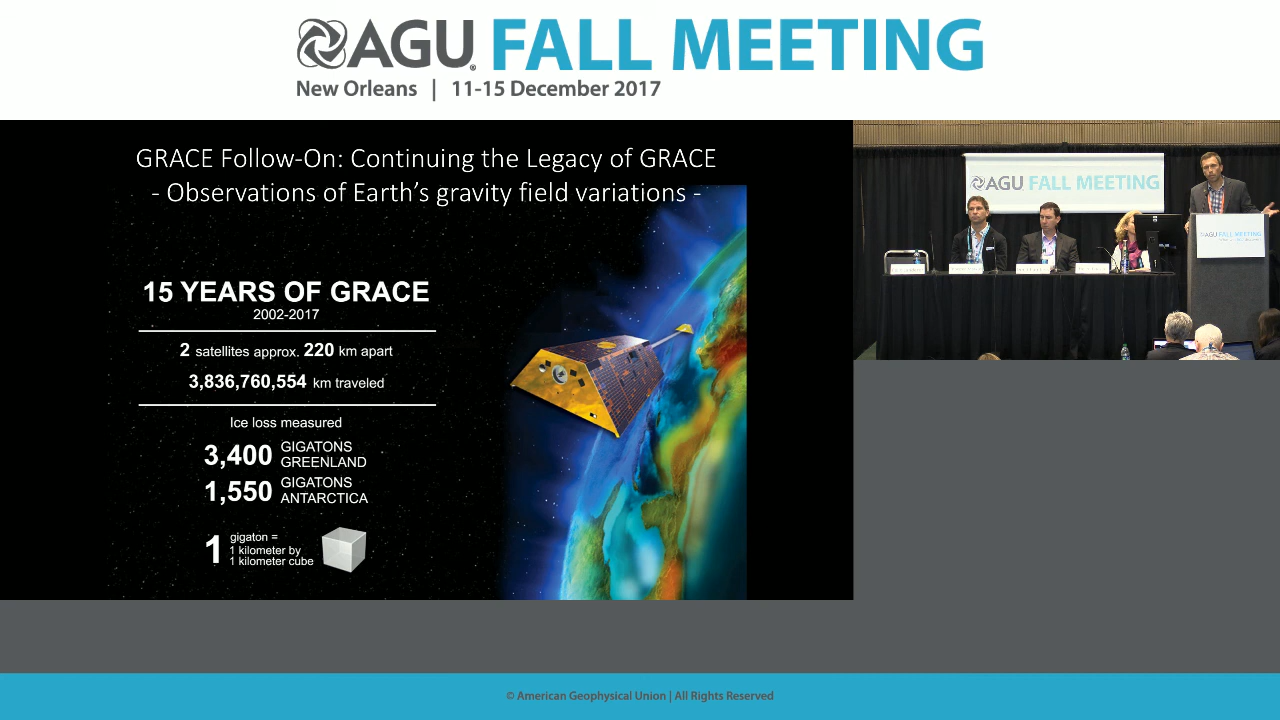 AGU FALL MEETING
New Orleans | 11-15 December 2017
GRACE Follow-On: Continuing the Legacy of GRACE
- Observations of Earth's gravity field variations -
15 YEARS OF GRACE
2002-2017
2 satellites approx. 220 km apart
3,836,760,554 km traveled
Ice loss measured
3,400 GIGATONS
GREENLAND
1,550 GIGATONS
ANTARCTICA
1 gigaton =
1 kilometer by
1 kilometer cube
AGU FALL MEETING
AGU FALL MEETING
© American Geophysical Union | All Rights Reserved